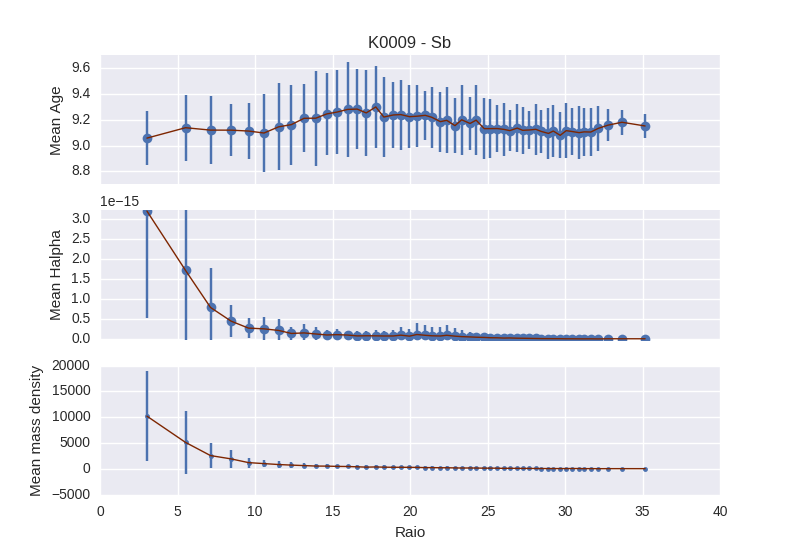 K0009 - Sb
9.6
9.4
9.2
9.0
8.8
Mean Age
1e−15
3.0
2.5
2.0
1.5
1.0
0.5
0.0
Mean Halpha
20000
15000
10000
5000
0
−5000
Mean mass density
0 5 10 15 20 25 30 35 40
Raio